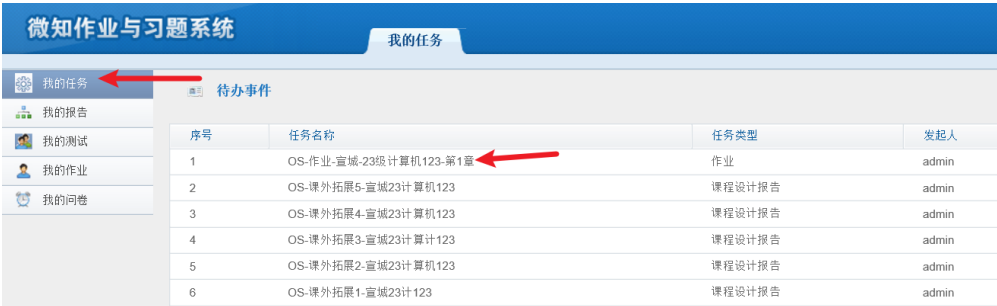 微知作业与习题系统
我的任务
我的任务
我的报告
我的测试
我的作业
我的问卷
待办事件
序号 任务名称 任务类型 发起人
1 OS-作业-宣城-23级计算机123-第1章 作业 admin
2 OS-课外拓展5-宣城23计算机123 课程设计报告 admin
3 OS-课外拓展4-宣城23计算机123 课程设计报告 admin
4 OS-课外拓展3-宣城23计算计123 课程设计报告 admin
5 OS-课外拓展2-宣城23计算机123 课程设计报告 admin
6 OS-课外拓展1-宣城23计123 课程设计报告 admin